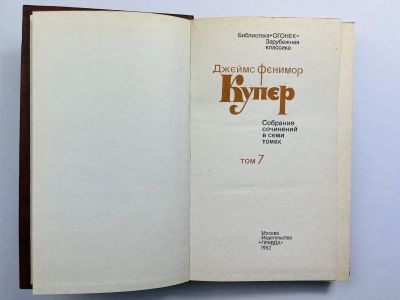 Библиотека «ОГОНЕК»
Зарубежная
классика
Джеймс Фенимор
Купер
Собрание
сочинений
в семи
томах
том 7
Москва
Издательство
«ПРАВДА»
1982